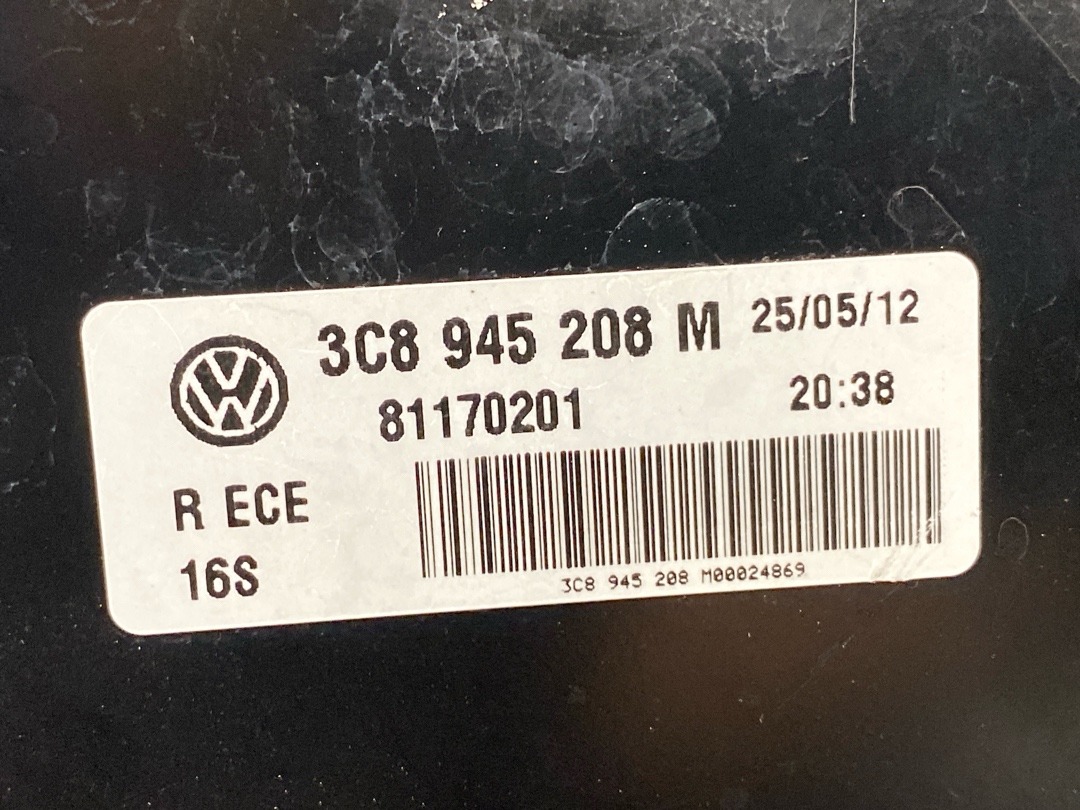 3C8 945 208 M 25/05/12
81170201 20:38
R ECE
16S
3C8 945 208 M00024869